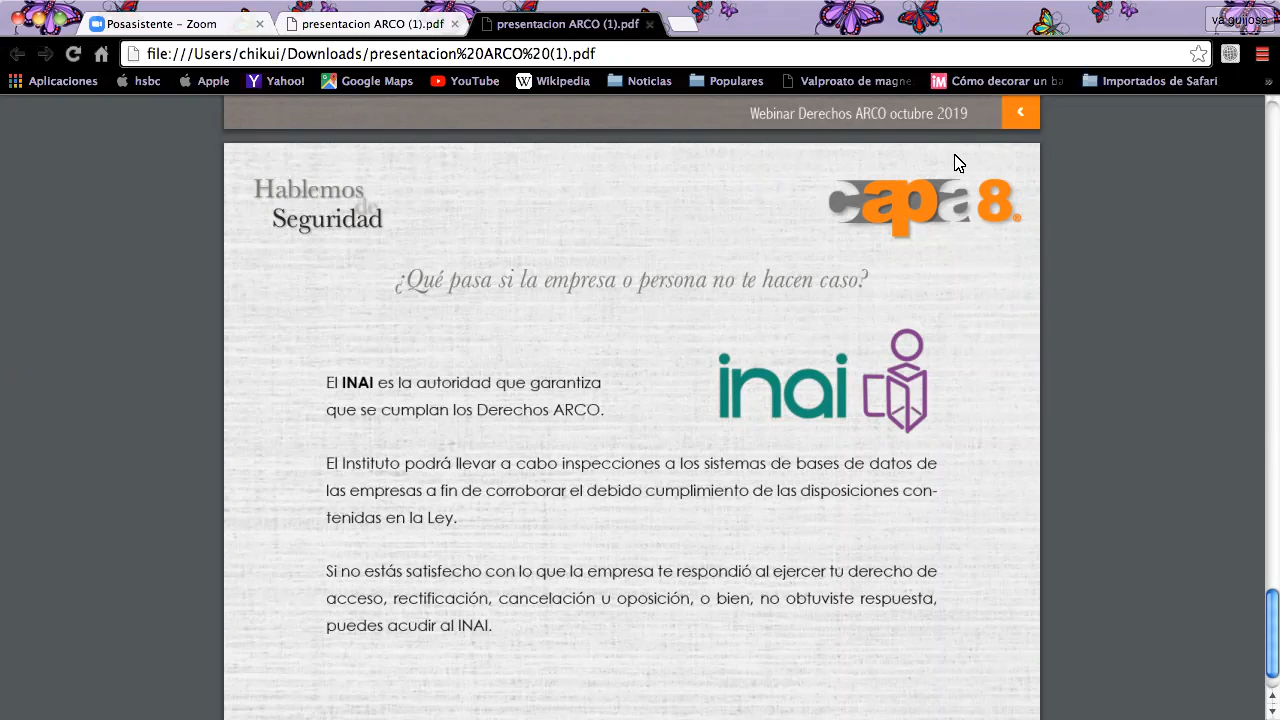 Posasistente - Zoom
presentacion ARCO (1).pdf
presentacion ARCO (1).pdf
va guijosa
file:///Users/chikui/Downloads/presentacion%20ARCO%20(1).pdf
Aplicaciones
hsbc
Apple
Yahoo!
Google Maps
YouTube
Wikipedia
Noticias
Populares
Valproato de magne
Cómo decorar un ba
Importados de Safari
»
Webinar Derechos ARCO octubre 2019
Hablemos
de
Seguridad
capa8®
¿Qué pasa si la empresa o persona no te hacen caso?
inai
El INAI es la autoridad que garantiza
que se cumplan los Derechos ARCO.
El Instituto podrá llevar a cabo inspecciones a los sistemas de bases de datos de
las empresas a fin de corroborar el debido cumplimiento de las disposiciones con-
tenidas en la Ley.
Si no estás satisfecho con lo que la empresa te respondió al ejercer tu derecho de
acceso, rectificación, cancelación u oposición, o bien, no obtuviste respuesta,
puedes acudir al INAI.